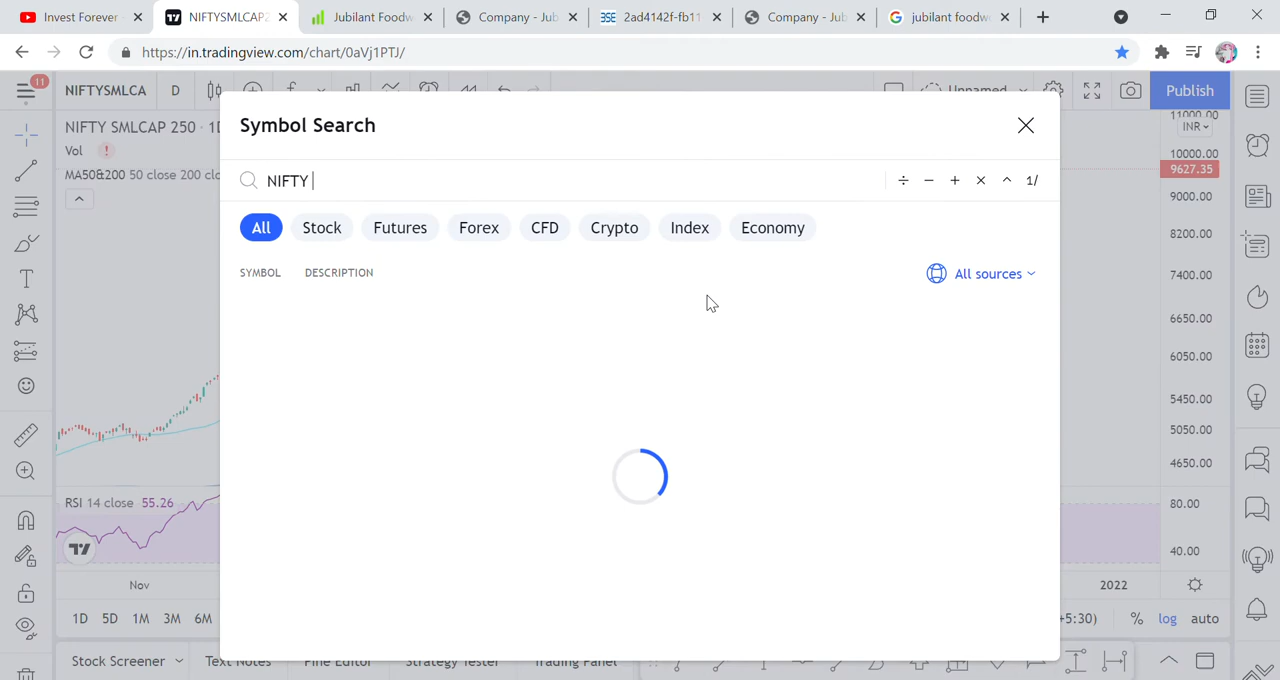 Invest Forever
NIFTYSMLCAP2
Jubilant Foodw
Company - Jub
BSE 2ad4142f-fb11
Company - Jub
jubilant foodw
https://in.tradingview.com/chart/0aVj1PTJ/
11
NIFTYSMLCA
D
Unnamed
Publish
NIFTY SMLCAP 250 · 1D
Vol
MA50&200 50 close 200 clo
Symbol Search
NIFTY
1/
All
Stock
Futures
Forex
CFD
Crypto
Index
Economy
SYMBOL
DESCRIPTION
All sources
11000.00
INR
10000.00
9627.35
9000.00
8200.00
7400.00
6650.00
6050.00
5450.00
5050.00
4650.00
RSI 14 close 55.26
80.00
40.00
Nov
2022
1D 5D 1M 3M 6M
+5:30)
% log auto
Stock Screener
Text Notes
Pine Editor
Strategy Tester
Trading Panel